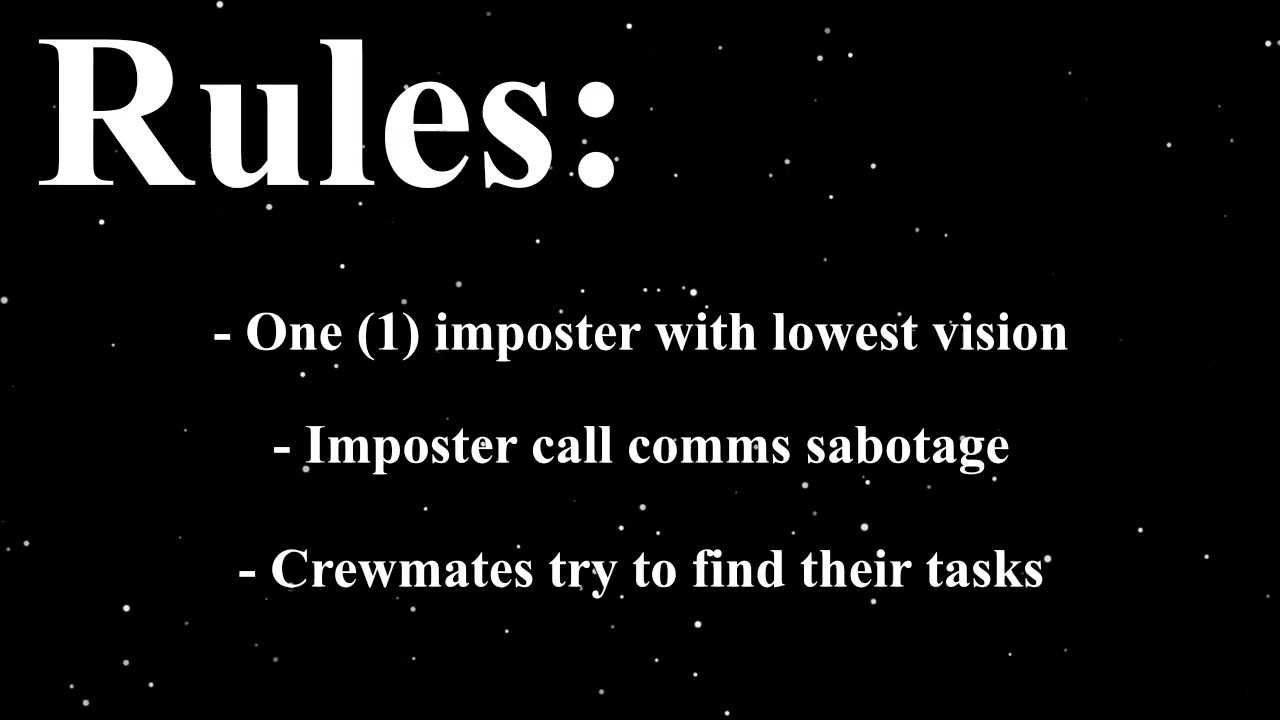 Rules:
- One (1) imposter with lowest vision
- Imposter call comms sabotage
- Crewmates try to find their tasks